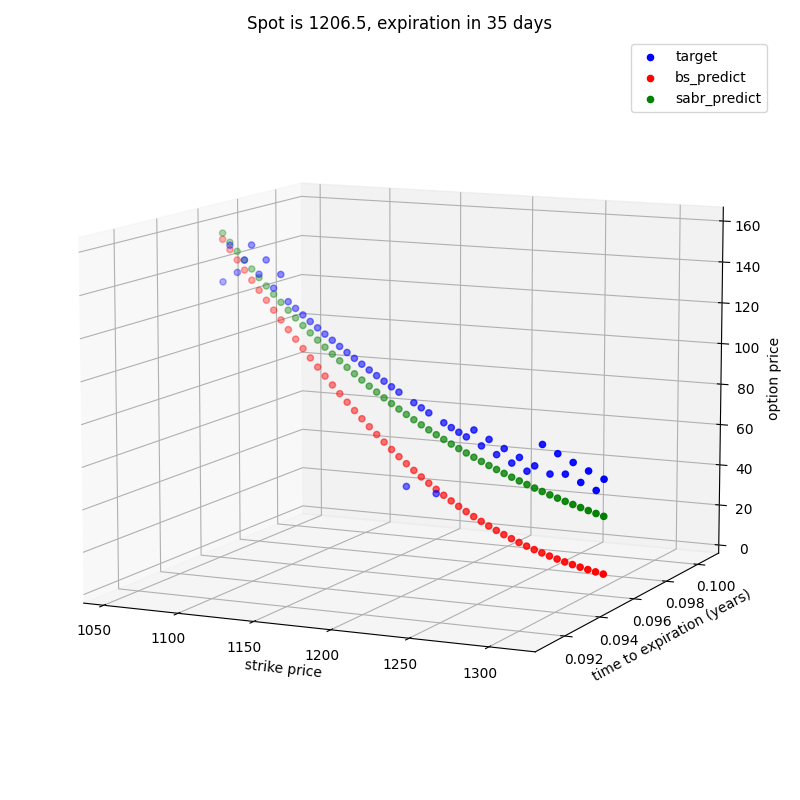 Spot is 1206.5, expiration in 35 days
target
bs_predict
sabr_predict
160
140
120
100
80
60
40
20
0
option price
0.100
0.098
0.096
0.094
0.092
time to expiration (years)
1050
1100
1150
1200
1250
1300
strike price